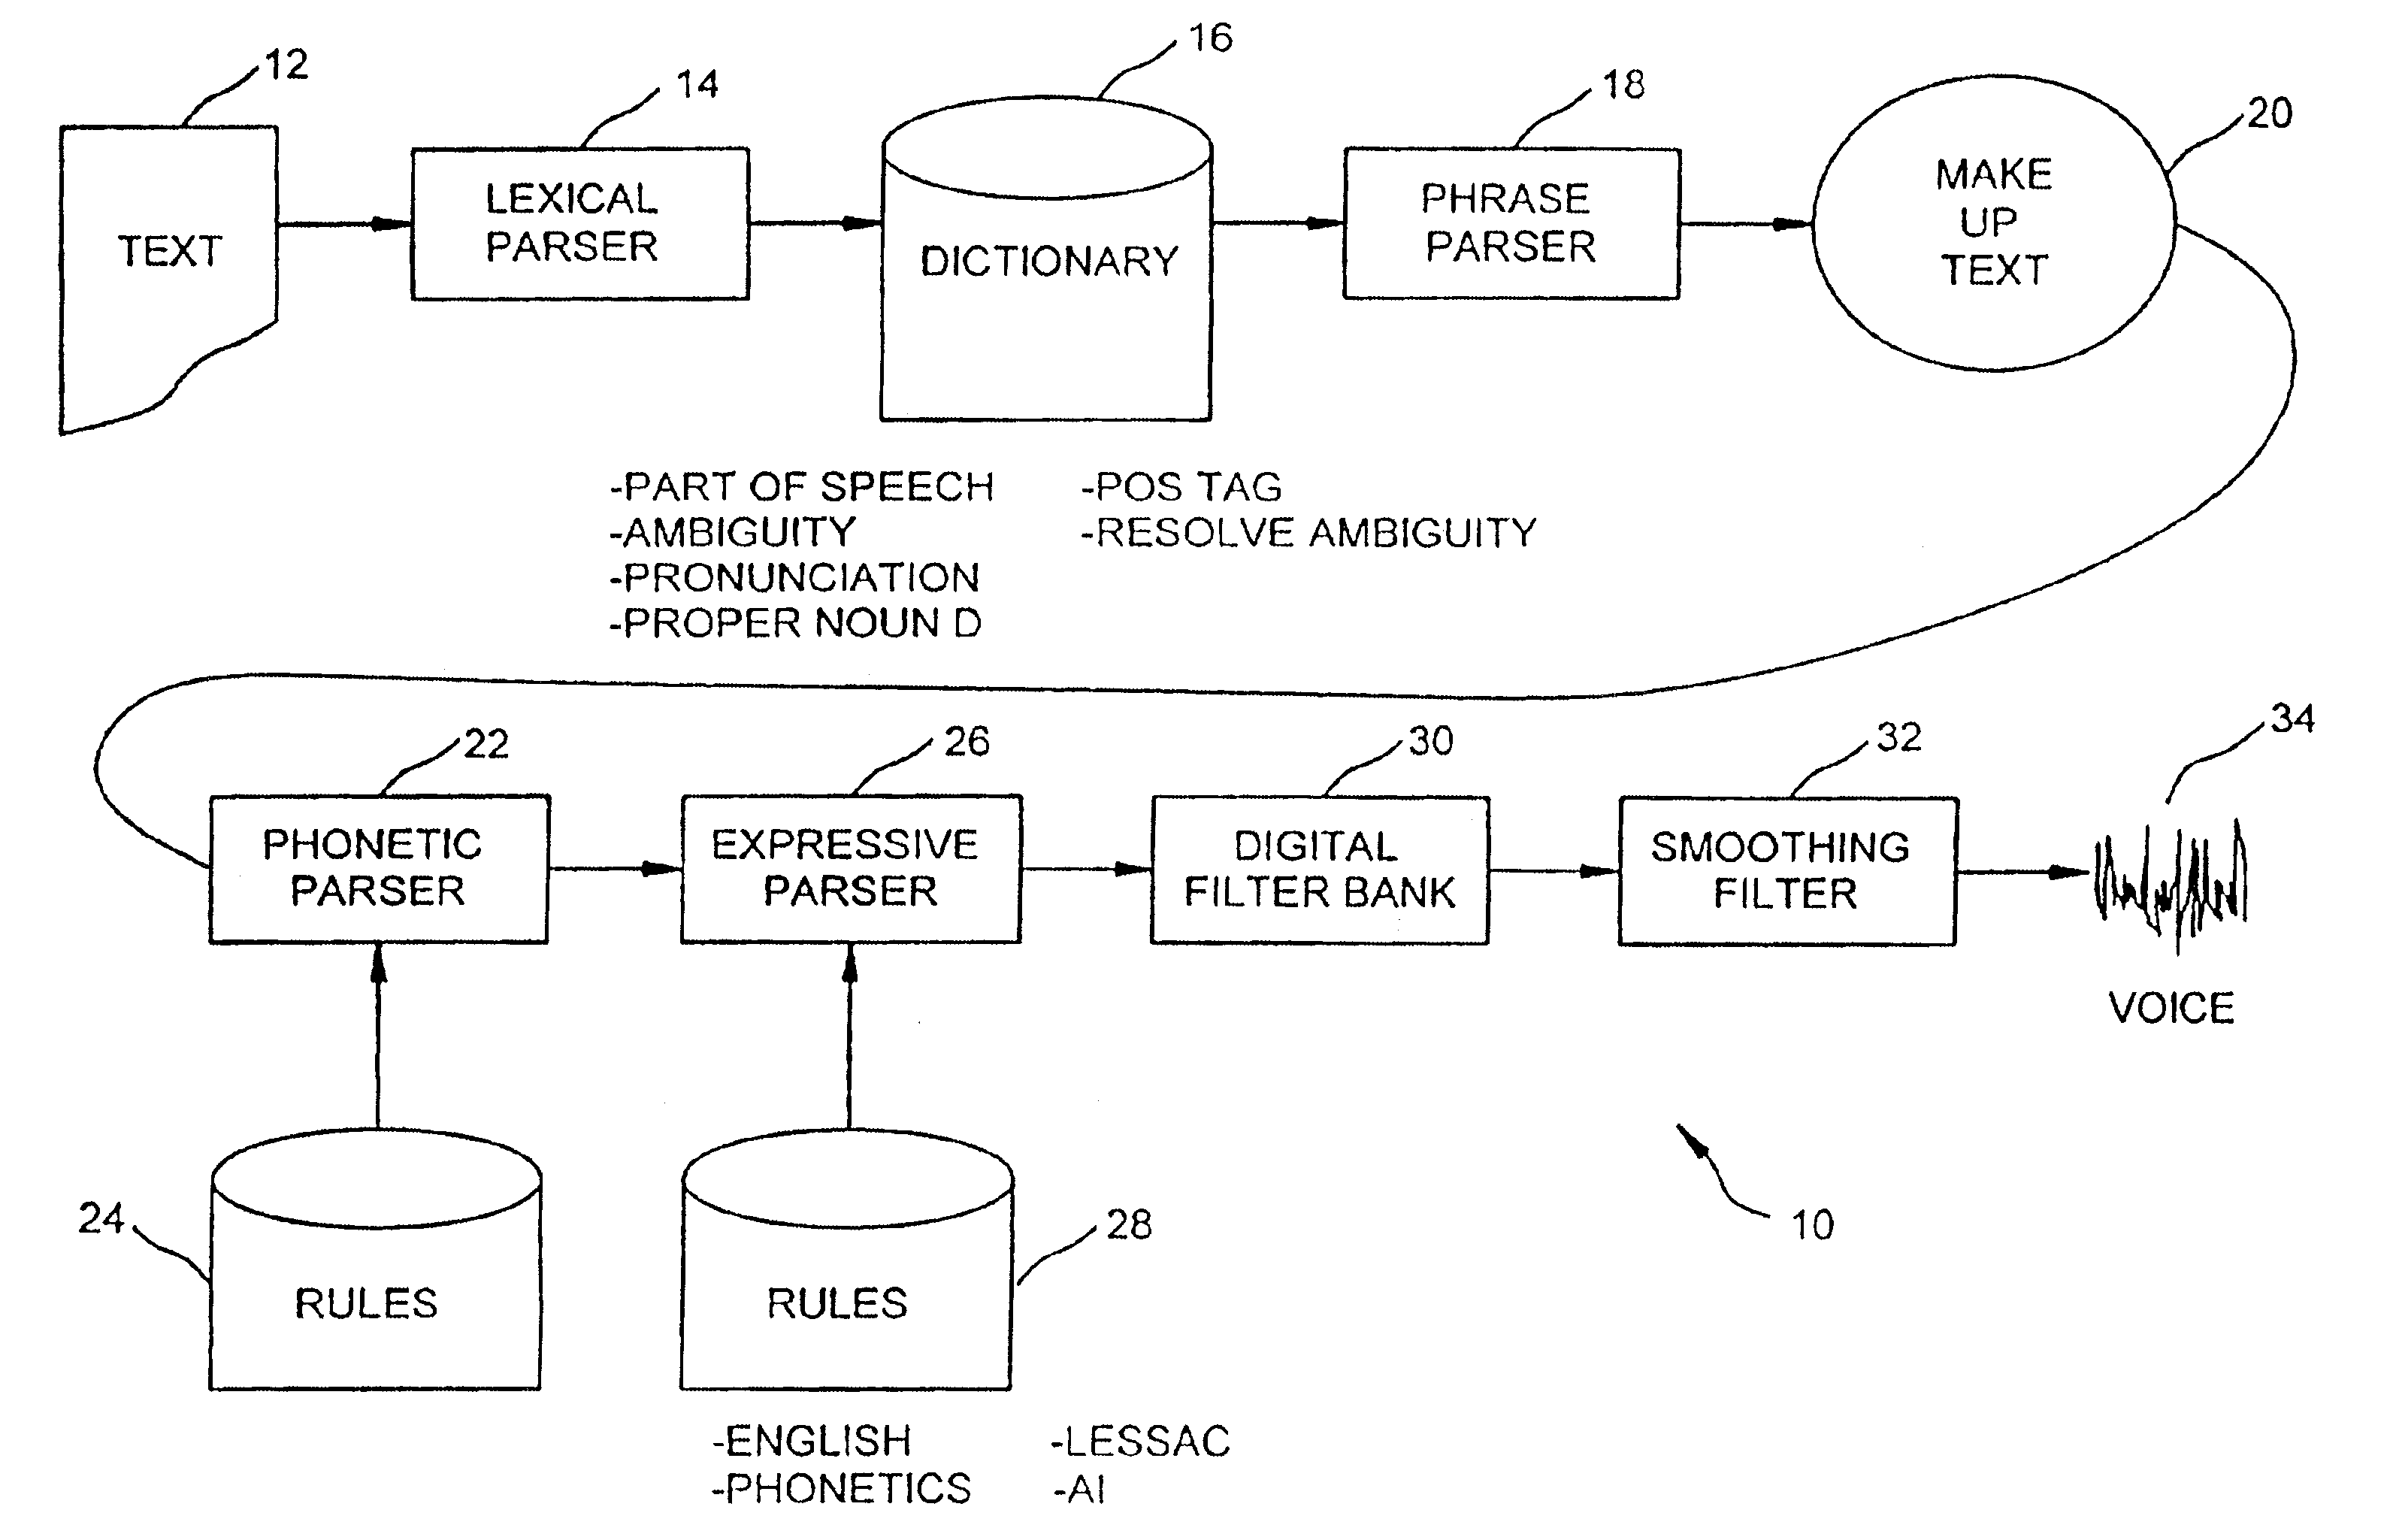 12
14
16
18
20
TEXT
LEXICAL
PARSER
DICTIONARY
PHRASE
PARSER
MAKE
UP
TEXT
-PART OF SPEECH
-AMBIGUITY
-PRONUNCIATION
-PROPER NOUN D
-POS TAG
-RESOLVE AMBIGUITY
22
26
30
32
34
PHONETIC
PARSER
EXPRESSIVE
PARSER
DIGITAL
FILTER BANK
SMOOTHING
FILTER
VOICE
24
RULES
28
RULES
10
-ENGLISH
-PHONETICS
-LESSAC
-AI